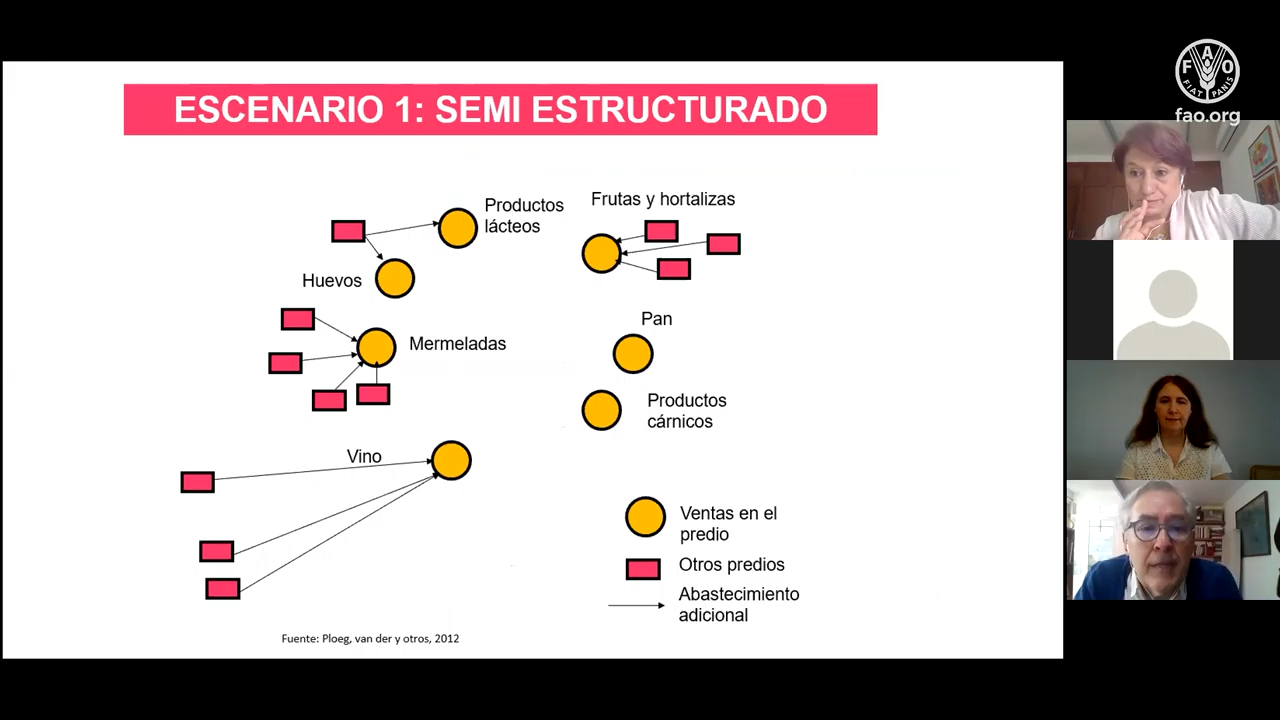 ESCENARIO 1: SEMI ESTRUCTURADO
Productos
lácteos
Frutas y hortalizas
Huevos
Mermeladas
Pan
Productos
cárnicos
Vino
Ventas en el
predio
Otros predios
Abastecimiento
adicional
Fuente: Ploeg, van der y otros, 2012
F A O
FIAT PANIS
fao.org